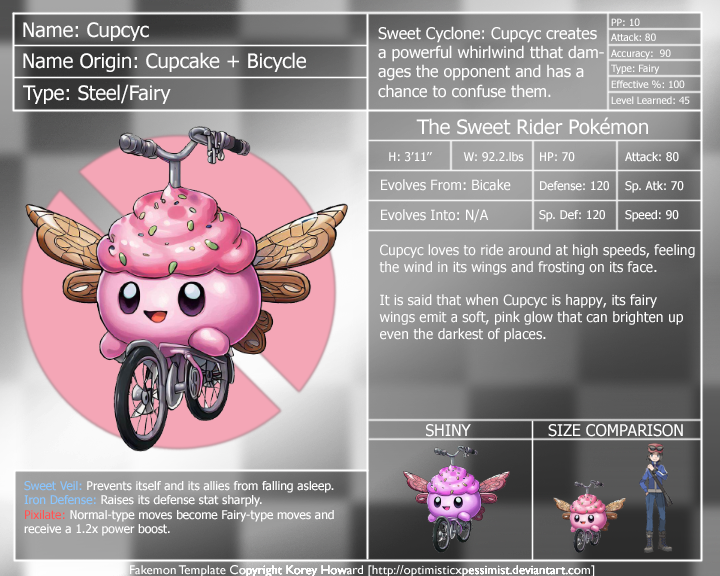 Name: Cupcyc
Name Origin: Cupcake + Bicycle
Type: Steel/Fairy
Sweet Cyclone: Cupcyc creates
a powerful whirlwind tthat dam-
ages the opponent and has a
chance to confuse them.
PP: 10
Attack: 80
Accuracy: 90
Type: Fairy
Effective %: 100
Level Learned: 45
The Sweet Rider Pokémon
H: 3'11''
W: 92.2.lbs
HP: 70
Attack: 80
Evolves From: Bicake
Defense: 120
Sp. Atk: 70
Evolves Into: N/A
Sp. Def: 120
Speed: 90
Cupcyc loves to ride around at high speeds, feeling
the wind in its wings and frosting on its face.
It is said that when Cupcyc is happy, its fairy
wings emit a soft, pink glow that can brighten up
even the darkest of places.
SHINY
SIZE COMPARISON
Sweet Veil: Prevents itself and its allies from falling asleep.
Iron Defense: Raises its defense stat sharply.
Pixilate: Normal-type moves become Fairy-type moves and
receive a 1.2x power boost.
Fakemon Template Copyright Korey Howard [http://optimisticxpessimist.deviantart.com]